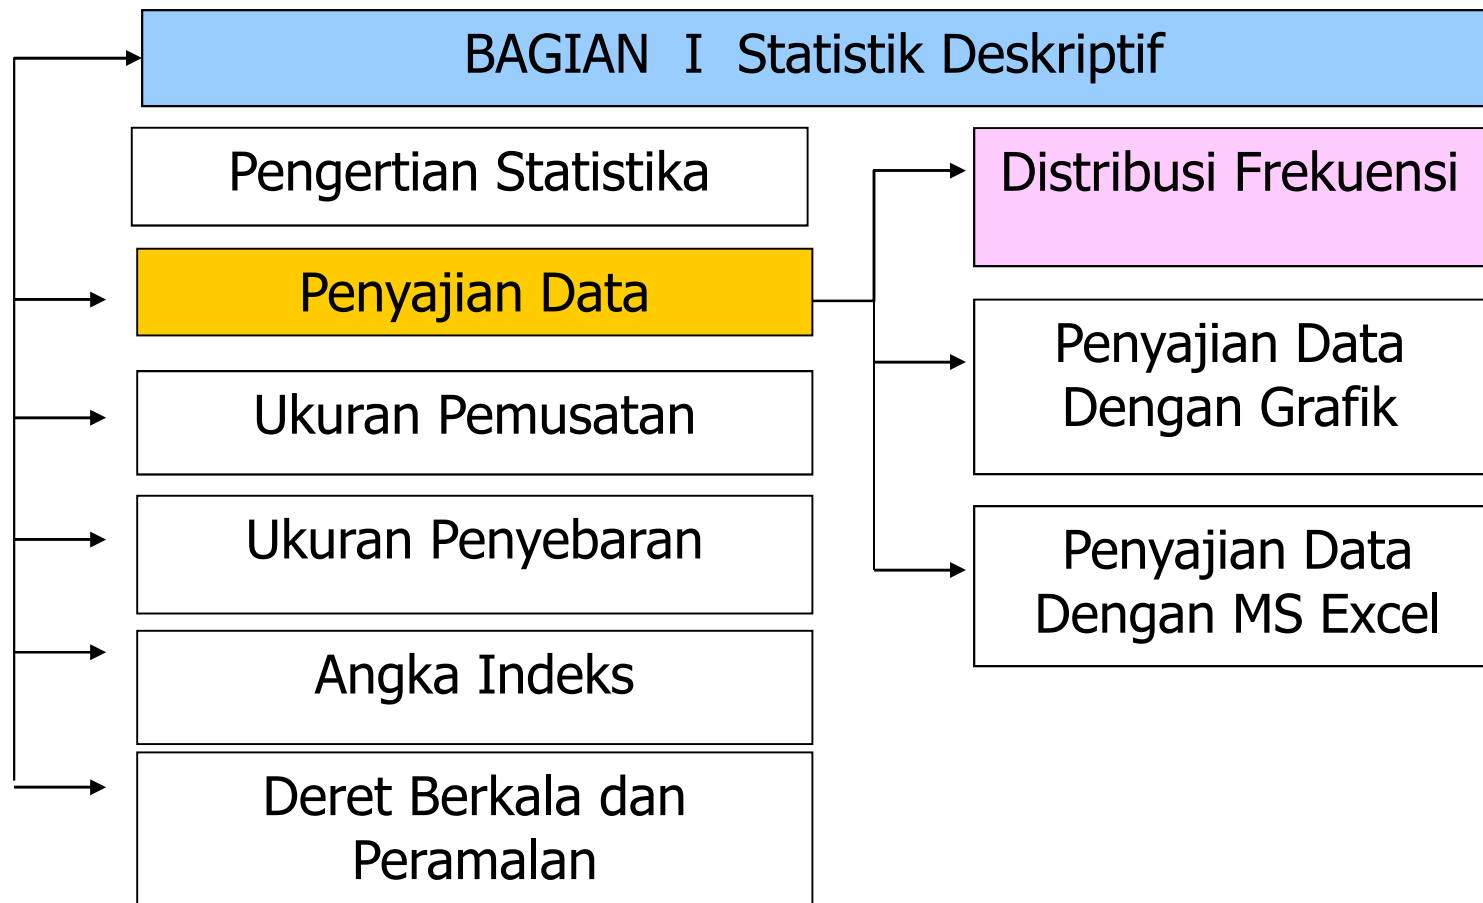 BAGIAN I Statistik Deskriptif
Pengertian Statistika
Penyajian Data
Ukuran Pemusatan
Ukuran Penyebaran
Angka Indeks
Deret Berkala dan
Peramalan
Distribusi Frekuensi
Penyajian Data
Dengan Grafik
Penyajian Data
Dengan MS Excel